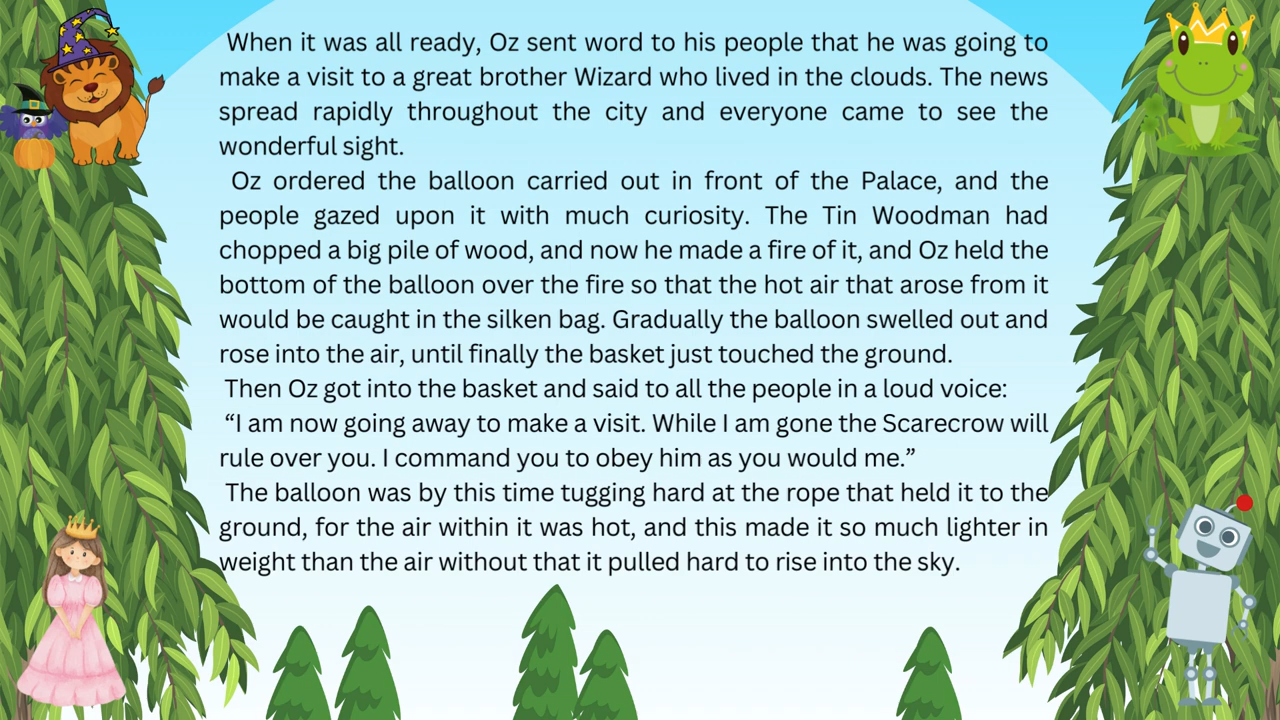 When it was all ready, Oz sent word to his people that he was going to
make a visit to a great brother Wizard who lived in the clouds. The news
spread rapidly throughout the city and everyone came to see the
wonderful sight.
Oz ordered the balloon carried out in front of the Palace, and the
people gazed upon it with much curiosity. The Tin Woodman had
chopped a big pile of wood, and now he made a fire of it, and Oz held the
bottom of the balloon over the fire so that the hot air that arose from it
would be caught in the silken bag. Gradually the balloon swelled out and
rose into the air, until finally the basket just touched the ground.
Then Oz got into the basket and said to all the people in a loud voice:
“I am now going away to make a visit. While I am gone the Scarecrow will
rule over you. I command you to obey him as you would me.”
The balloon was by this time tugging hard at the rope that held it to the
ground, for the air within it was hot, and this made it so much lighter in
weight than the air without that it pulled hard to rise into the sky.